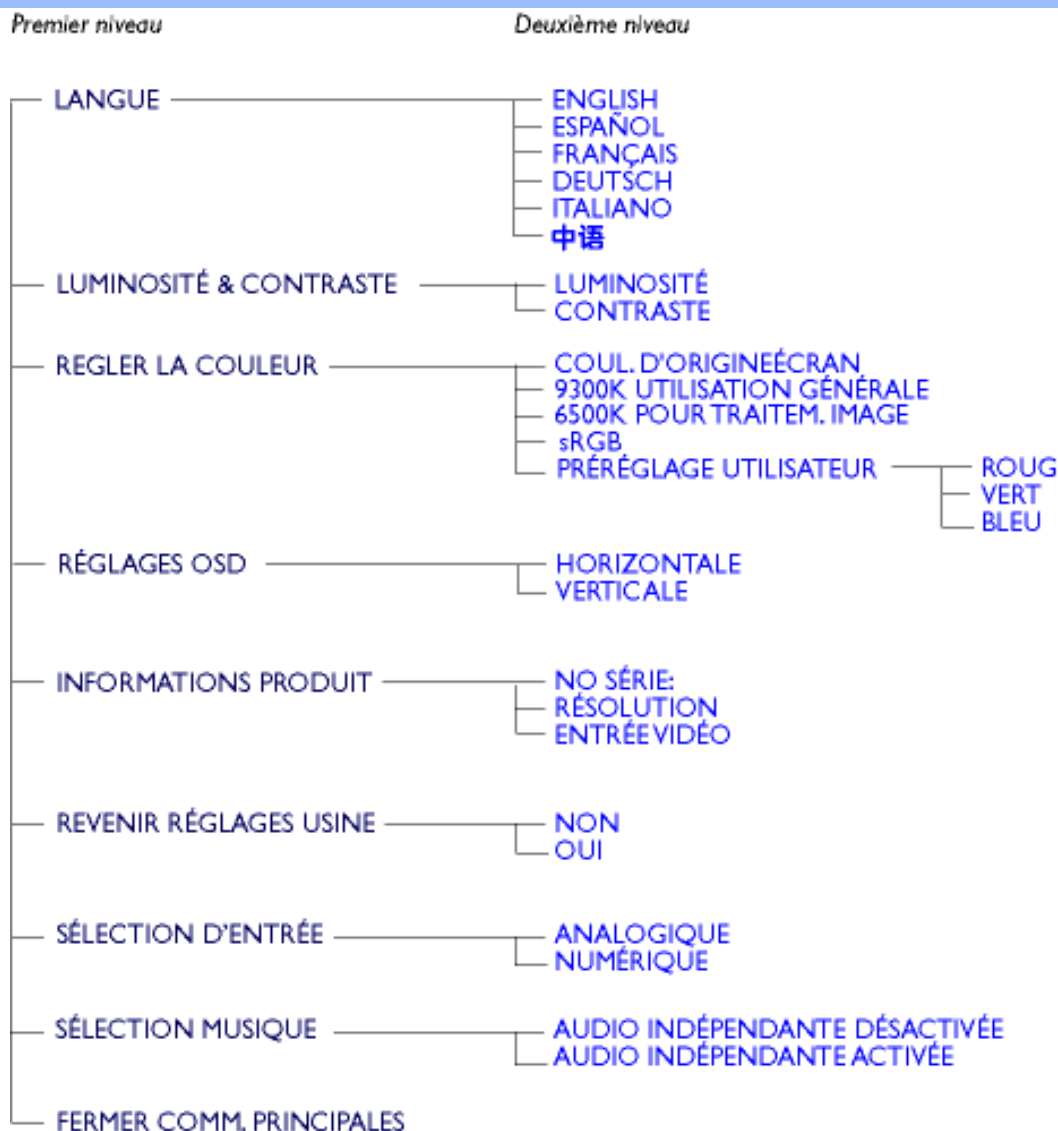 Premier niveau Deuxième niveau
LANGUE ENGLISH
ESPAÑOL
FRANÇAIS
DEUTSCH
ITALIANO
中语
LUMINOSITÉ & CONTRASTE LUMINOSITÉ
CONTRASTE
REGLER LA COULEUR COUL. D'ORIGINEÉCRAN
9300K UTILISATION GÉNÉRALE
6500K POUR TRAITEM. IMAGE
sRGB
PRÉRÉGLAGE UTILISATEUR ROUG
VERT
BLEU
RÉGLAGES OSD HORIZONTALE
VERTICALE
INFORMATIONS PRODUIT NO SÉRIE:
RÉSOLUTION
ENTRÉE VIDÉO
REVENIR RÉGLAGES USINE NON
OUI
SÉLECTION D'ENTRÉE ANALOGIQUE
NUMÉRIQUE
SÉLECTION MUSIQUE AUDIO INDÉPENDANTE DÉSACTIVÉE
AUDIO INDÉPENDANTE ACTIVÉE
FERMER COMM. PRINCIPALES